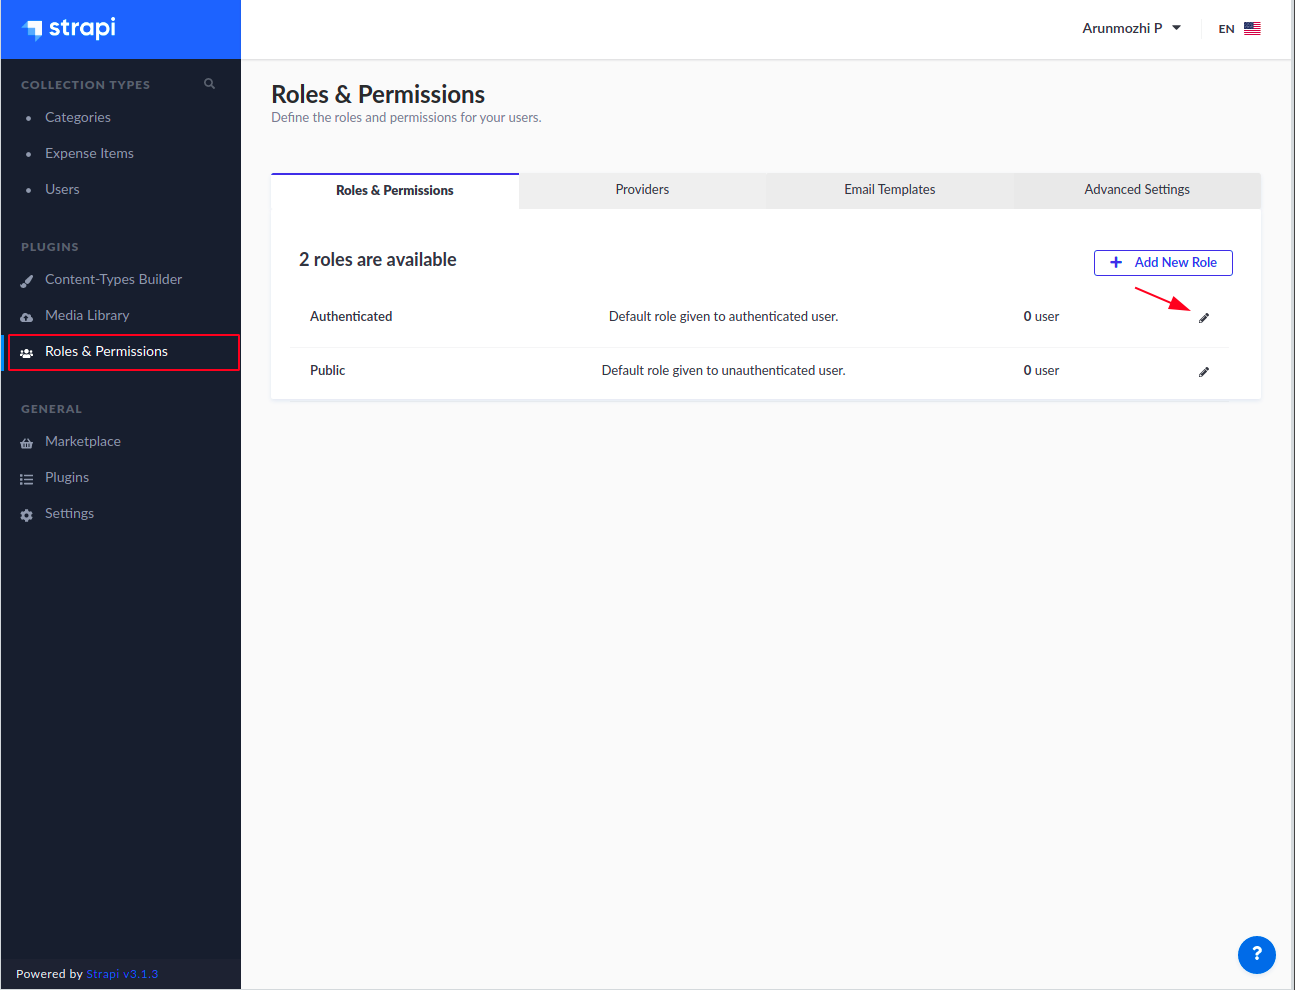 strapi
Arunmozhi P
EN
COLLECTION TYPES
Categories
Expense Items
Users
PLUGINS
Content-Types Builder
Media Library
Roles & Permissions
GENERAL
Marketplace
Plugins
Settings
Powered by Strapi v3.1.3
Roles & Permissions
Define the roles and permissions for your users.
Roles & Permissions Providers Email Templates Advanced Settings
2 roles are available
+ Add New Role
Authenticated Default role given to authenticated user. 0 user
Public Default role given to unauthenticated user. 0 user
?